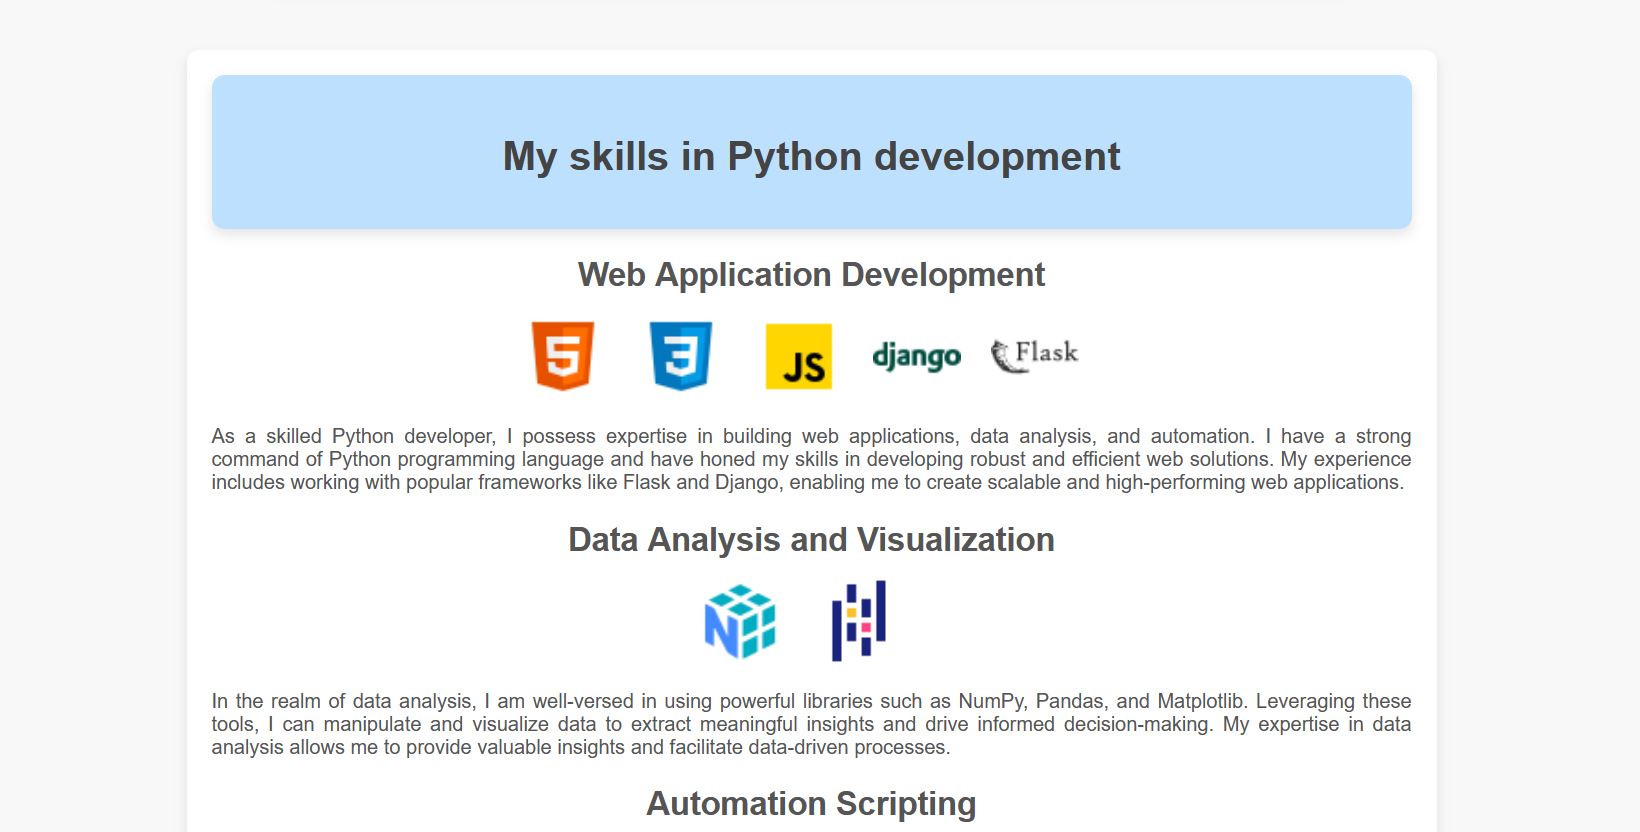 My skills in Python development
Web Application Development
5
3
JS
django
Flask
As a skilled Python developer, I possess expertise in building web applications, data analysis, and automation. I have a strong
command of Python programming language and have honed my skills in developing robust and efficient web solutions. My experience
includes working with popular frameworks like Flask and Django, enabling me to create scalable and high-performing web applications.
Data Analysis and Visualization
N
In the realm of data analysis, I am well-versed in using powerful libraries such as NumPy, Pandas, and Matplotlib. Leveraging these
tools, I can manipulate and visualize data to extract meaningful insights and drive informed decision-making. My expertise in data
analysis allows me to provide valuable insights and facilitate data-driven processes.
Automation Scripting